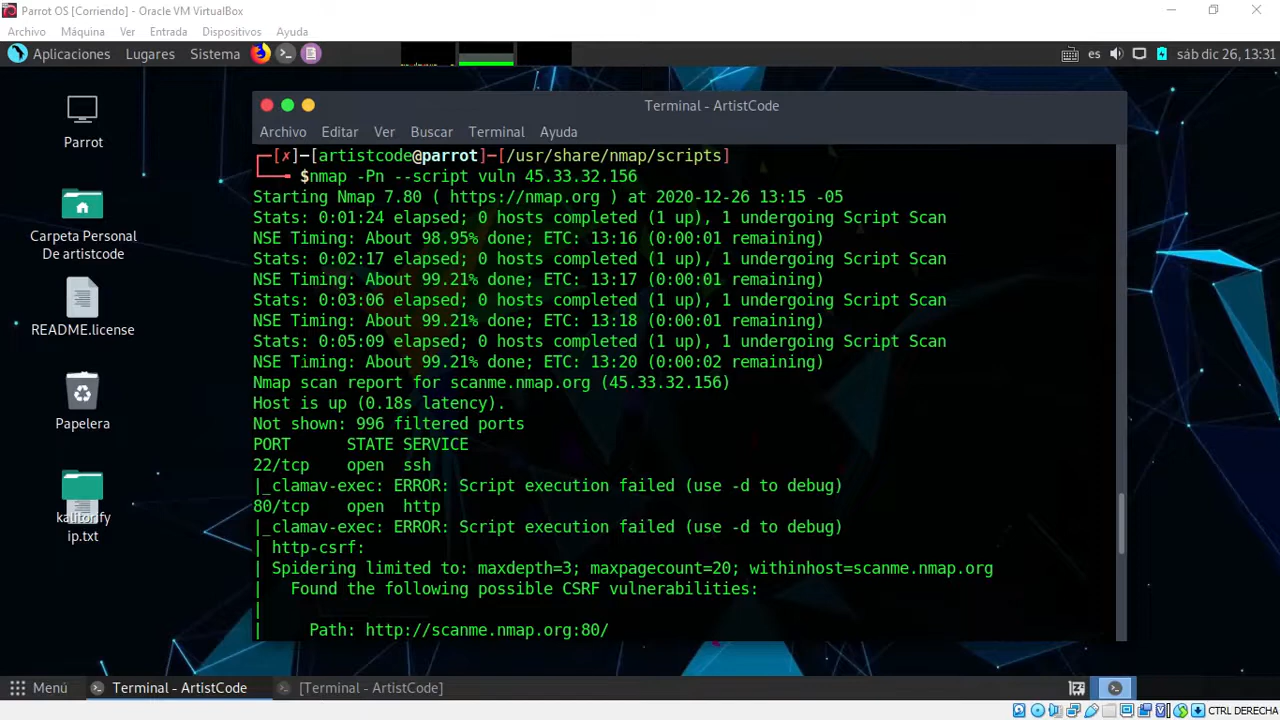 Parrot OS [Corriendo] - Oracle VM VirtualBox
Archivo Máquina Ver Entrada Dispositivos Ayuda
Aplicaciones Lugares Sistema es sáb dic 26, 13:31
Terminal - ArtistCode
Archivo Editar Ver Buscar Terminal Ayuda
┌─[✗]─[artistcode@parrot]─[/usr/share/nmap/scripts]
└──╼ $nmap -Pn --script vuln 45.33.32.156
Starting Nmap 7.80 ( https://nmap.org ) at 2020-12-26 13:15 -05
Stats: 0:01:24 elapsed; 0 hosts completed (1 up), 1 undergoing Script Scan
NSE Timing: About 98.95% done; ETC: 13:16 (0:00:01 remaining)
Stats: 0:02:17 elapsed; 0 hosts completed (1 up), 1 undergoing Script Scan
NSE Timing: About 99.21% done; ETC: 13:17 (0:00:01 remaining)
Stats: 0:03:06 elapsed; 0 hosts completed (1 up), 1 undergoing Script Scan
NSE Timing: About 99.21% done; ETC: 13:18 (0:00:01 remaining)
Stats: 0:05:09 elapsed; 0 hosts completed (1 up), 1 undergoing Script Scan
NSE Timing: About 99.21% done; ETC: 13:20 (0:00:02 remaining)
Nmap scan report for scanme.nmap.org (45.33.32.156)
Host is up (0.18s latency).
Not shown: 996 filtered ports
PORT STATE SERVICE
22/tcp open ssh
|_clamav-exec: ERROR: Script execution failed (use -d to debug)
80/tcp open http
|_clamav-exec: ERROR: Script execution failed (use -d to debug)
| http-csrf:
| Spidering limited to: maxdepth=3; maxpagecount=20; withinhost=scanme.nmap.org
| Found the following possible CSRF vulnerabilities:
|
| Path: http://scanme.nmap.org:80/
Parrot
Carpeta Personal
De artistcode
README.license
Papelera
kalitorify
ip.txt
Menú Terminal - ArtistCode [Terminal - ArtistCode]
CTRL DERECHA